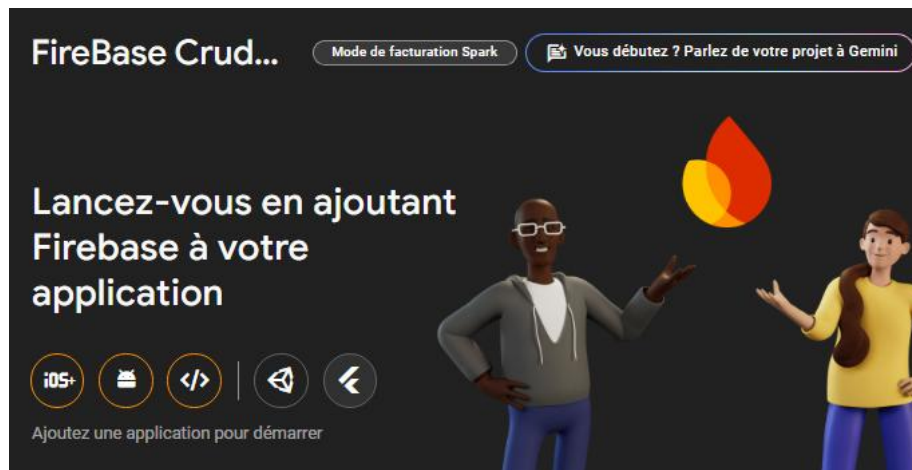 FireBase Crud...
Mode de facturation Spark
Vous débutez ? Parlez de votre projet à Gemini
Lancez-vous en ajoutant
Firebase à votre
application
iOS+
</>
Ajoutez une application pour démarrer